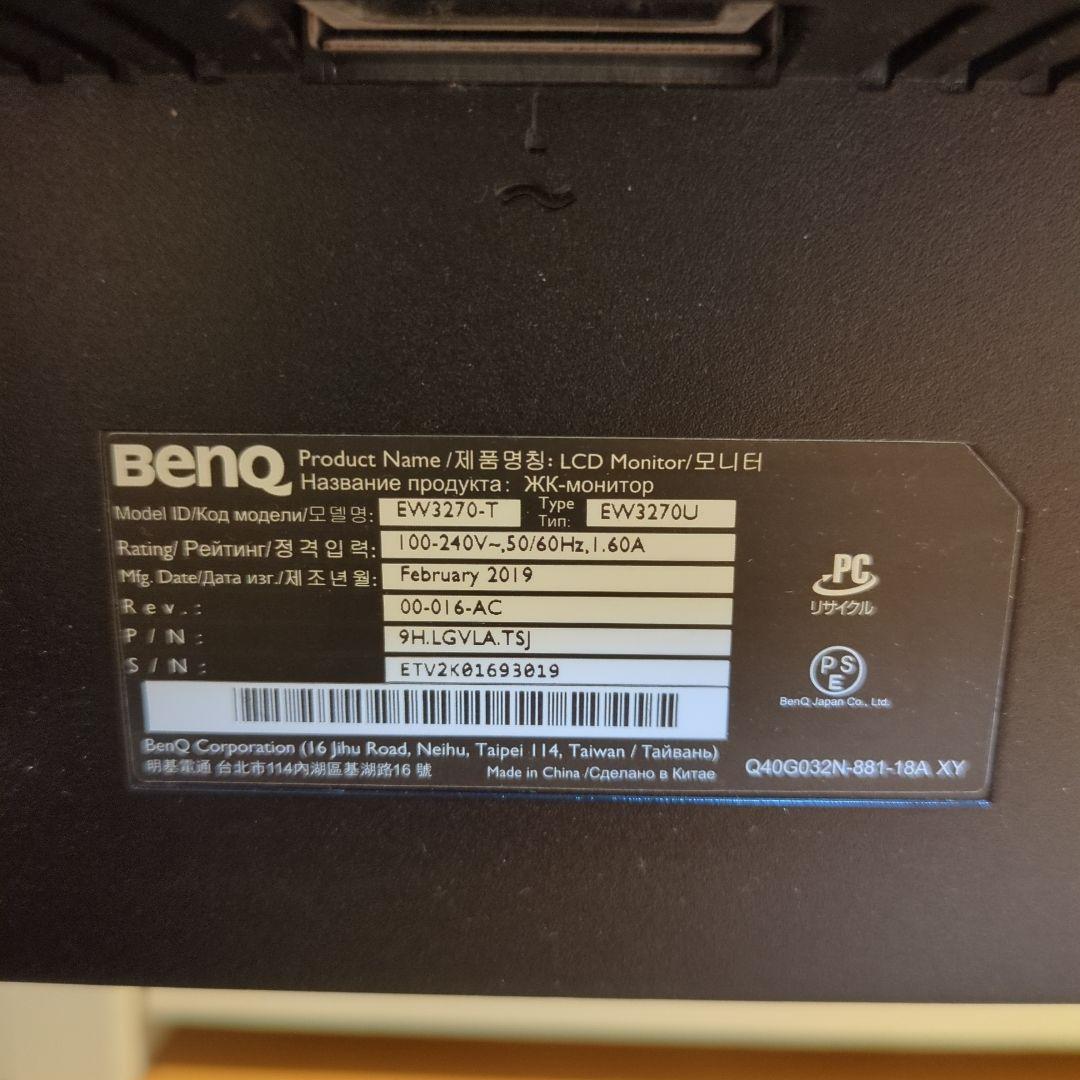 BenQ Product Name /제품명칭: LCD Monitor/모니터
Название продукта: ЖК-монитор
Model ID/Код модели/모델명: EW3270-T Type Тип: EW3270U
Rating/ Рейтинг/정격입력: 100-240V~,50/60Hz,1.60A
Mfg. Date/Дата изг./제조년월: February 2019
Rev.: 00-016-AC
P/N: 9H.LGVLA.TSJ
S/N: ETV2K01693019
PC
リサイクル
PSE
BenQ Japan Co., Ltd.
BenQ Corporation (16 Jihu Road, Neihu, Taipei 114, Taiwan / Тайвань)
明基電通 台北市114內湖區基湖路16 號 Made in China /Сделано в Китае
Q40G032N-881-18A XY